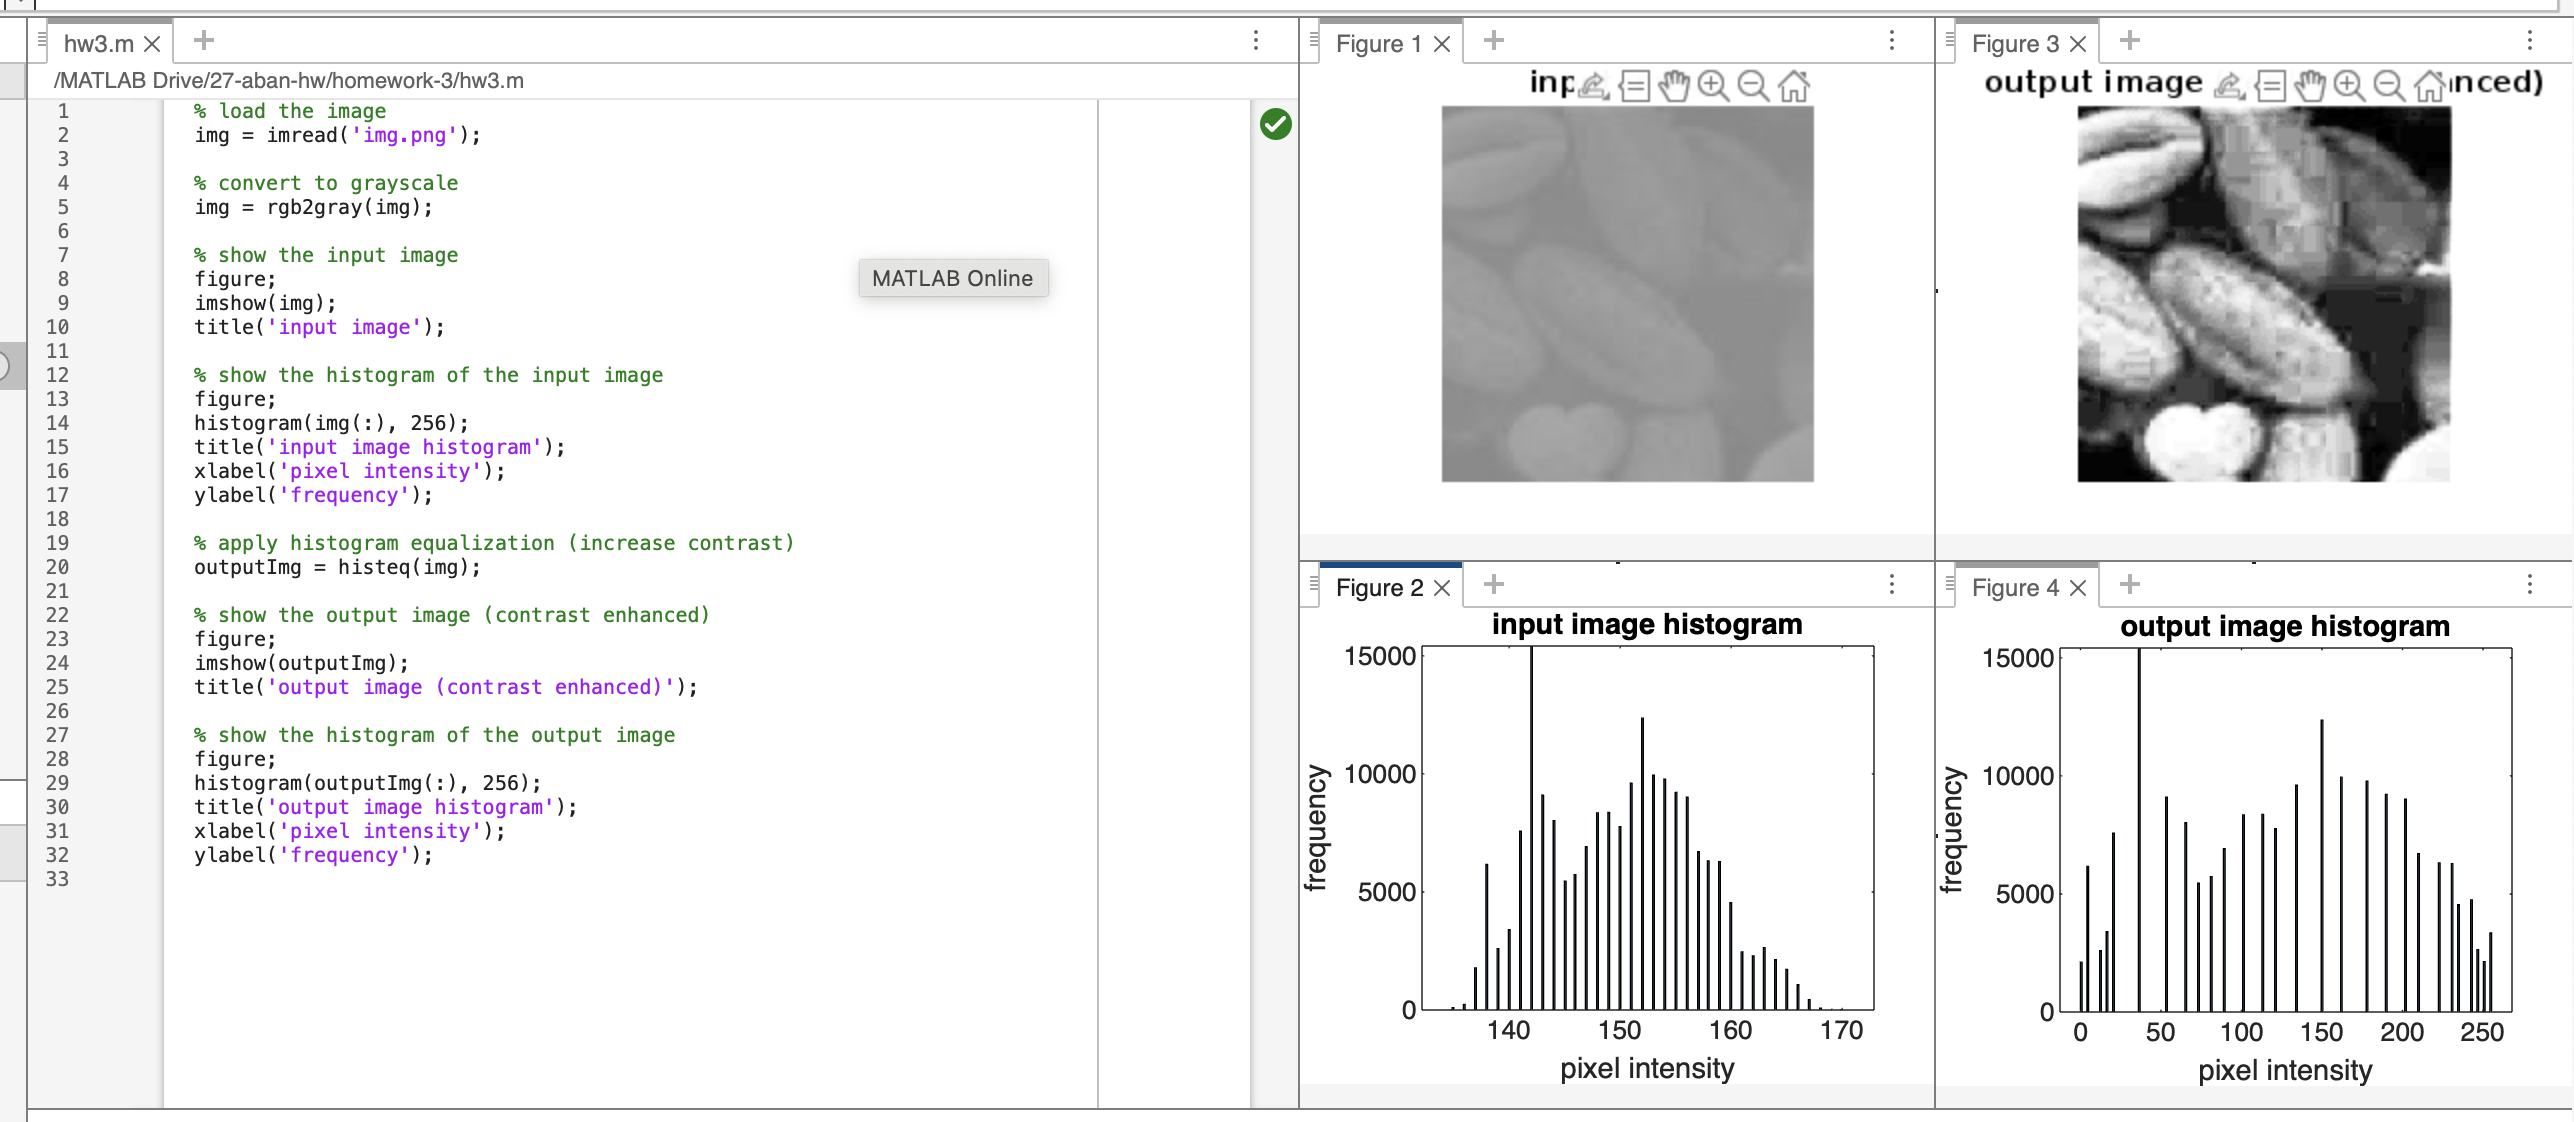 hw3.m
/MATLAB Drive/27-aban-hw/homework-3/hw3.m
1 % load the image
2 img = imread('img.png');
3
4 % convert to grayscale
5 img = rgb2gray(img);
6
7 % show the input image
8 figure;
9 imshow(img);
10 title('input image');
11
12 % show the histogram of the input image
13 figure;
14 histogram(img(:), 256);
15 title('input image histogram');
16 xlabel('pixel intensity');
17 ylabel('frequency');
18
19 % apply histogram equalization (increase contrast)
20 outputImg = histeq(img);
21
22 % show the output image (contrast enhanced)
23 figure;
24 imshow(outputImg);
25 title('output image (contrast enhanced)');
26
27 % show the histogram of the output image
28 figure;
29 histogram(outputImg(:), 256);
30 title('output image histogram');
31 xlabel('pixel intensity');
32 ylabel('frequency');
33
MATLAB Online
Figure 1
inp
Figure 3
output image nced)
Figure 2
input image histogram
frequency
15000
10000
5000
0
140 150 160 170
pixel intensity
Figure 4
output image histogram
frequency
15000
10000
5000
0
0 50 100 150 200 250
pixel intensity